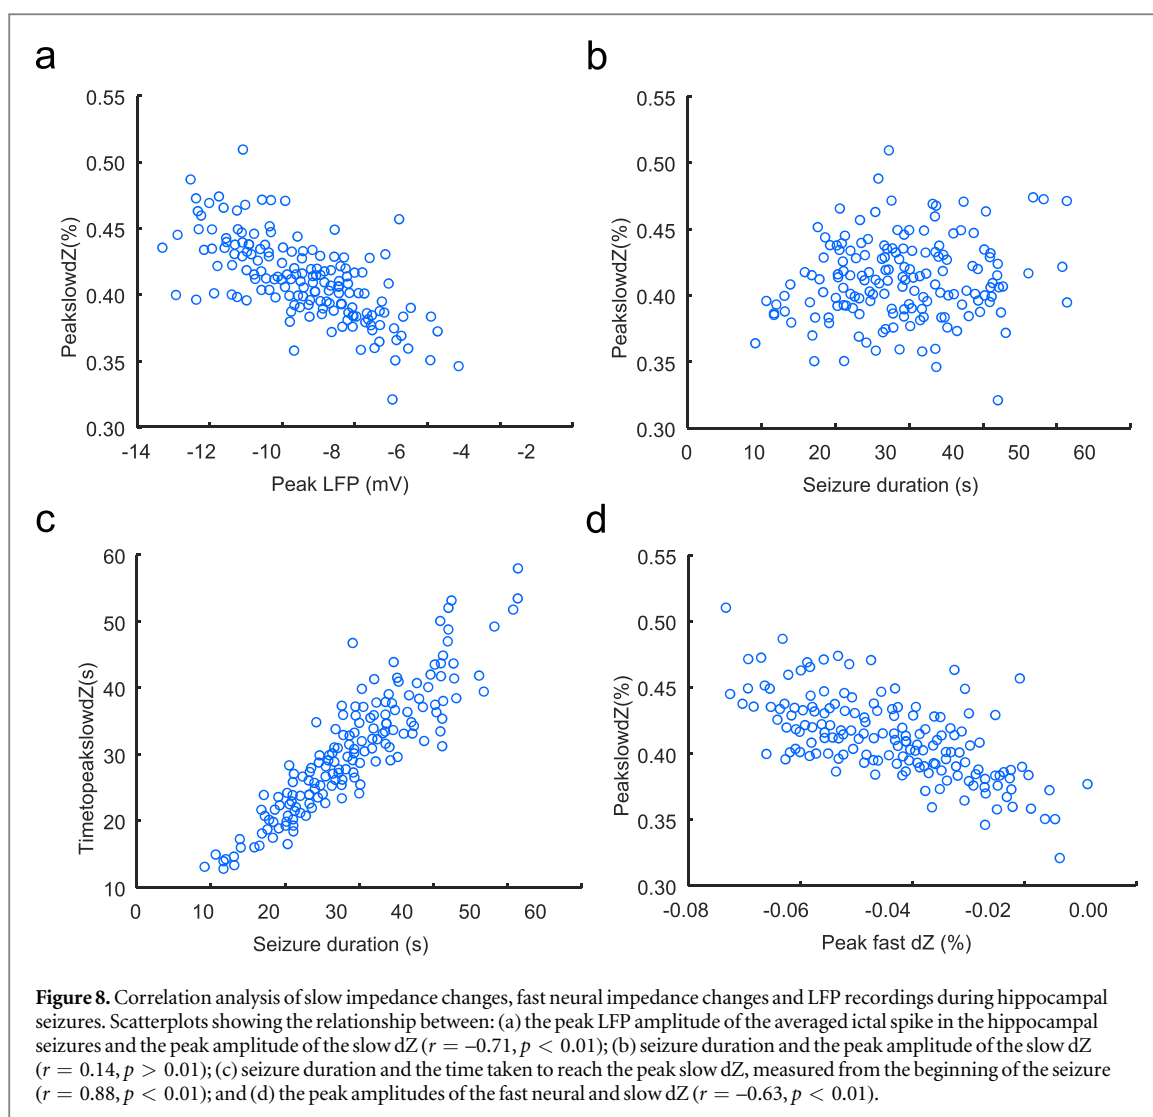 a
0.55
0.50
0.45
0.40
0.35
0.30
PeakslowdZ(%)
-14 -12 -10 -8 -6 -4 -2
Peak LFP (mV)
b
0.55
0.50
0.45
0.40
0.35
0.30
PeakslowdZ(%)
0 10 20 30 40 50 60
Seizure duration (s)
c
60
50
40
30
20
10
TimetopeakslowdZ(s)
0 10 20 30 40 50 60
Seizure duration (s)
d
0.55
0.50
0.45
0.40
0.35
0.30
PeakslowdZ(%)
-0.08 -0.06 -0.04 -0.02 0.00
Peak fast dZ (%)
Figure 8. Correlation analysis of slow impedance changes, fast neural impedance changes and LFP recordings during hippocampal
seizures. Scatterplots showing the relationship between: (a) the peak LFP amplitude of the averaged ictal spike in the hippocampal
seizures and the peak amplitude of the slow dZ (r = –0.71, p < 0.01); (b) seizure duration and the peak amplitude of the slow dZ
(r = 0.14, p > 0.01); (c) seizure duration and the time taken to reach the peak slow dZ, measured from the beginning of the seizure
(r = 0.88, p < 0.01); and (d) the peak amplitudes of the fast neural and slow dZ (r = –0.63, p < 0.01).